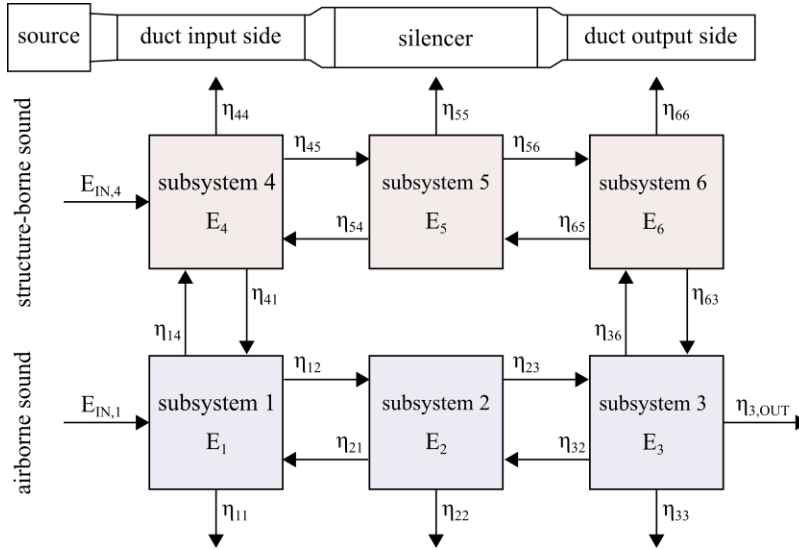 source
duct input side
silencer
duct output side
structure-borne sound
η₄₄
η₅₅
η₆₆
E_IN,4
subsystem 4
E₄
η₄₅
η₅₄
subsystem 5
E₅
η₅₆
η₆₅
subsystem 6
E₆
η₁₄
η₄₁
η₃₆
η₆₃
airborne sound
E_IN,1
subsystem 1
E₁
η₁₂
η₂₁
subsystem 2
E₂
η₂₃
η₃₂
subsystem 3
E₃
η_3,OUT
η₁₁
η₂₂
η₃₃